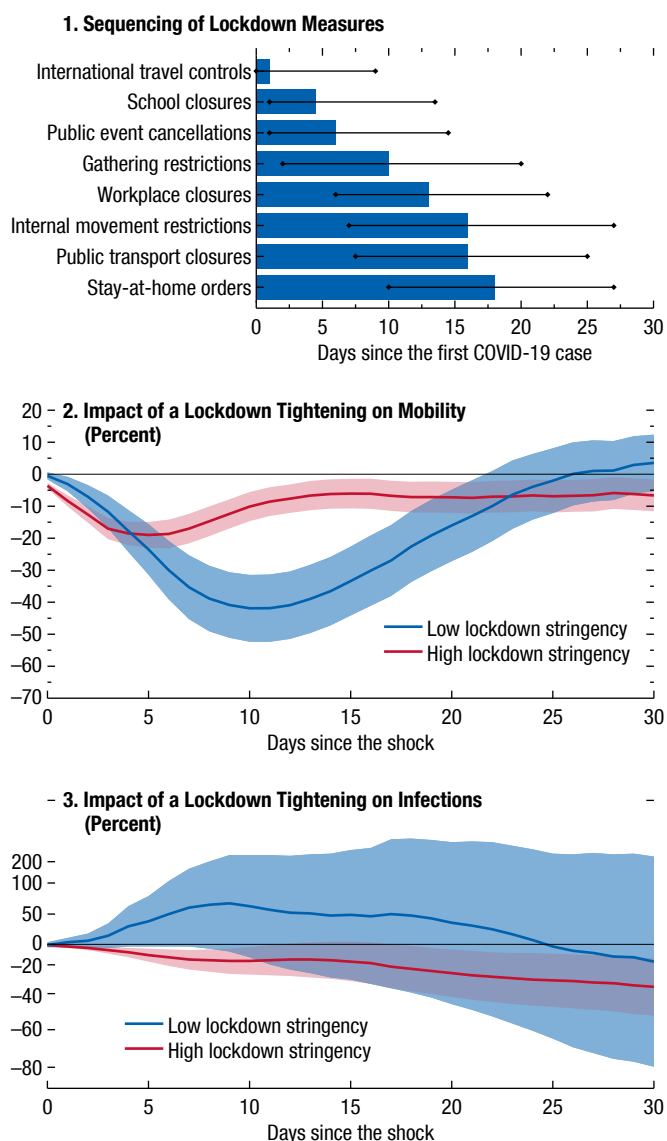 1. Sequencing of Lockdown Measures
International travel controls
School closures
Public event cancellations
Gathering restrictions
Workplace closures
Internal movement restrictions
Public transport closures
Stay-at-home orders
0 5 10 15 20 25 30
Days since the first COVID-19 case
2. Impact of a Lockdown Tightening on Mobility
(Percent)
20
10
0
–10
–20
–30
–40
–50
–60
–70
Low lockdown stringency
High lockdown stringency
0 5 10 15 20 25 30
Days since the shock
3. Impact of a Lockdown Tightening on Infections
(Percent)
200
100
50
0
–20
–40
–60
–80
Low lockdown stringency
High lockdown stringency
0 5 10 15 20 25 30
Days since the shock